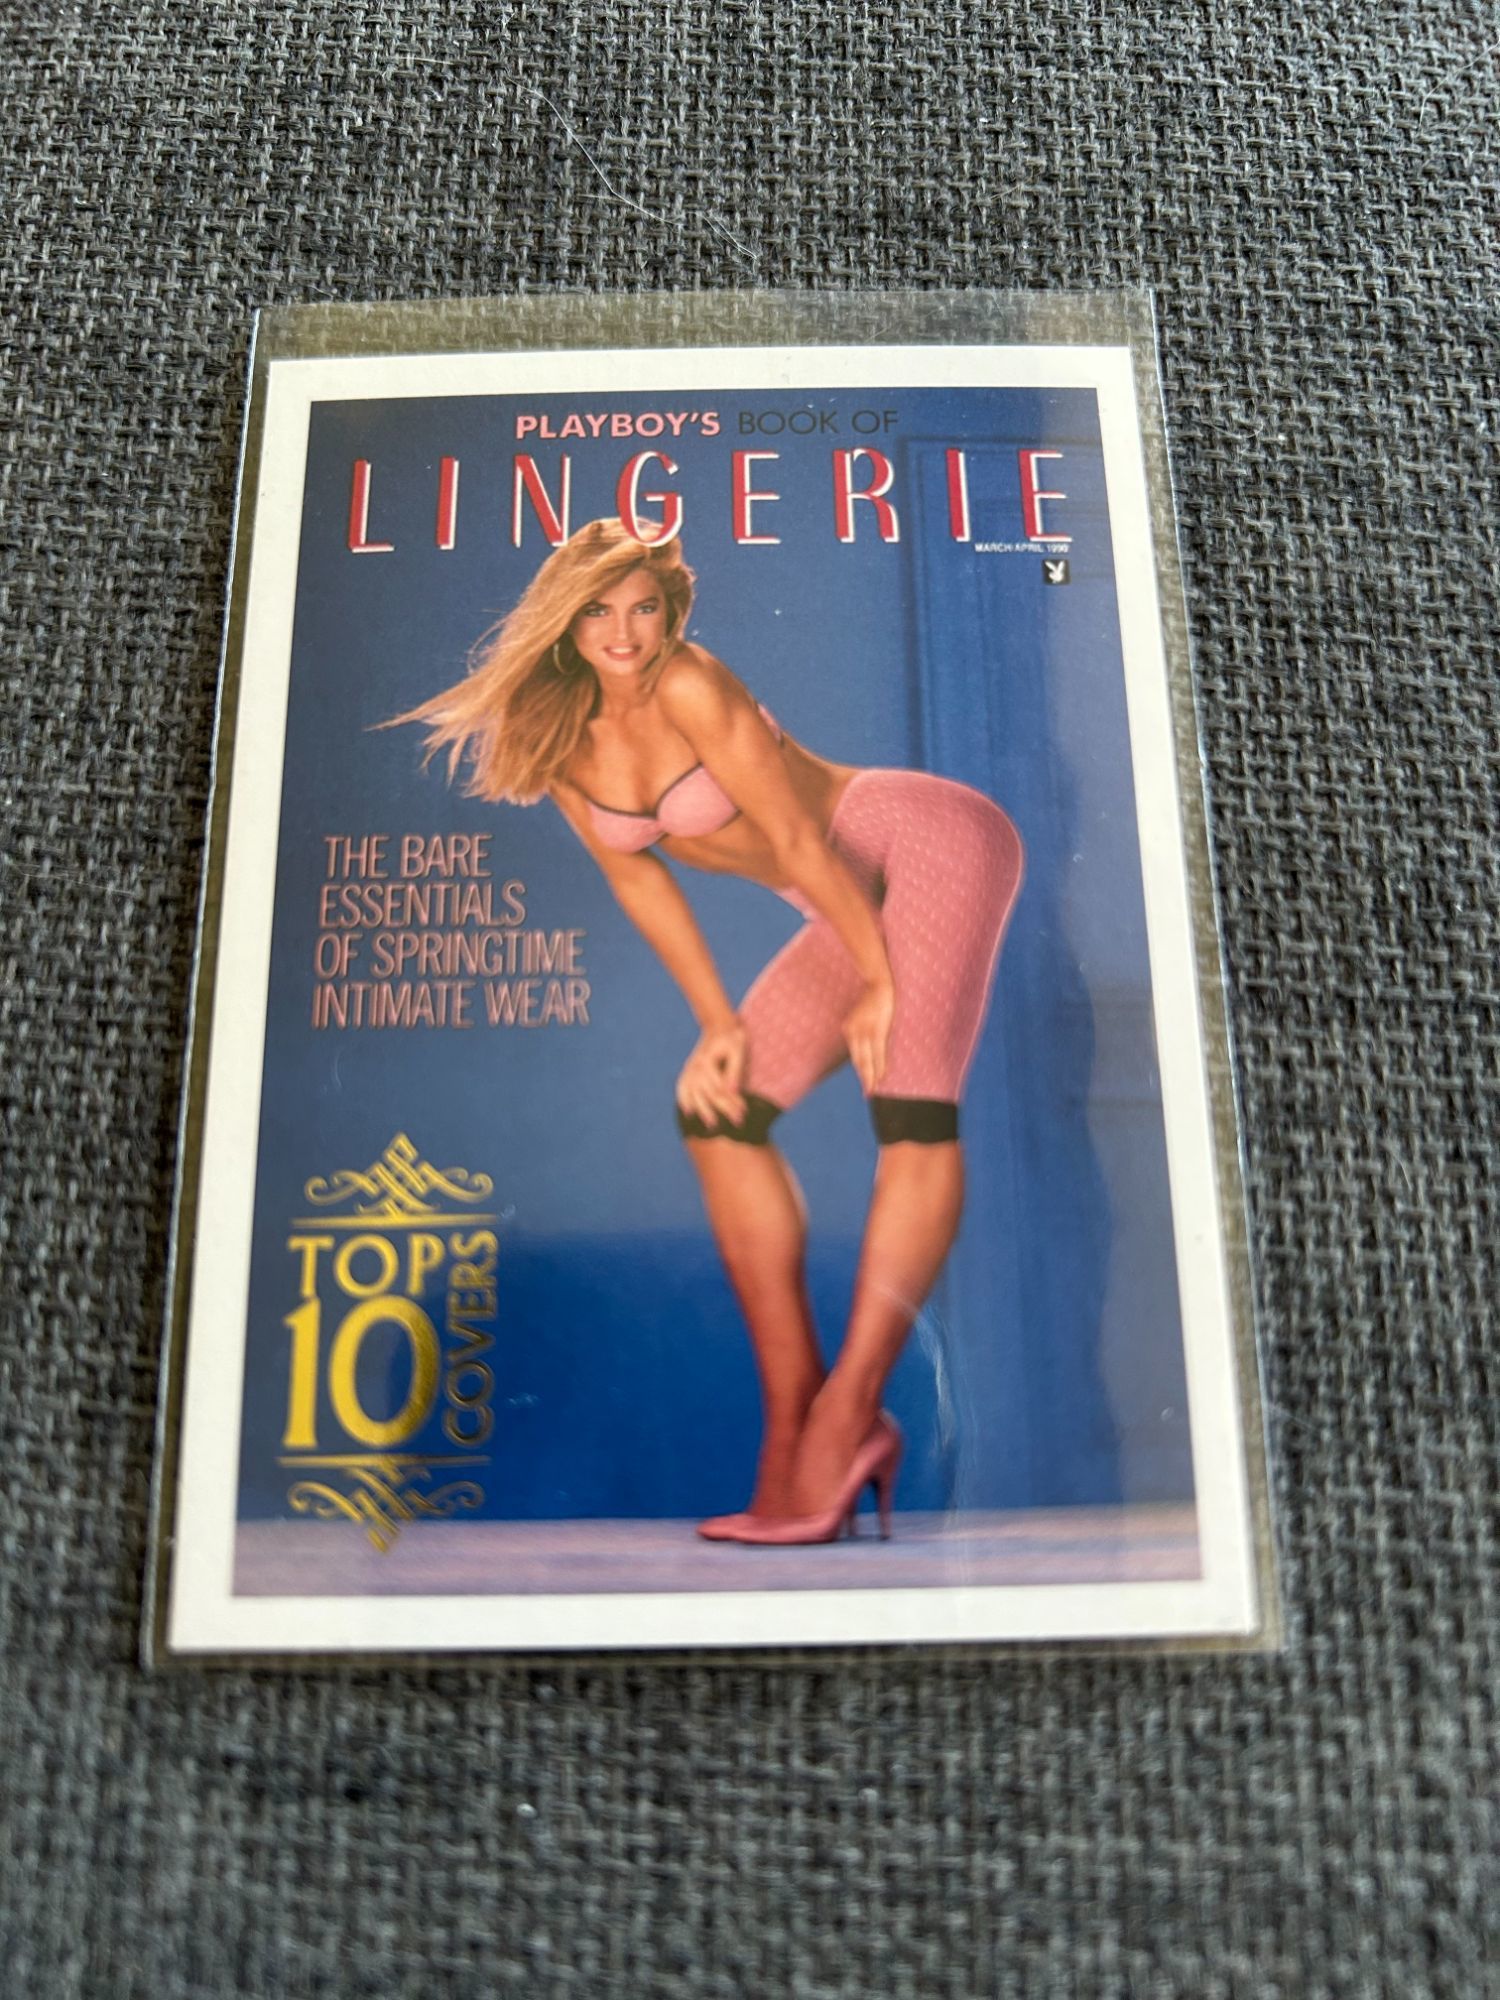 PLAYBOY'S BOOK OF
LINGERIE
MARCH/APRIL 1990
THE BARE
ESSENTIALS
OF SPRINGTIME
INTIMATE WEAR
TOP
10
COVERS